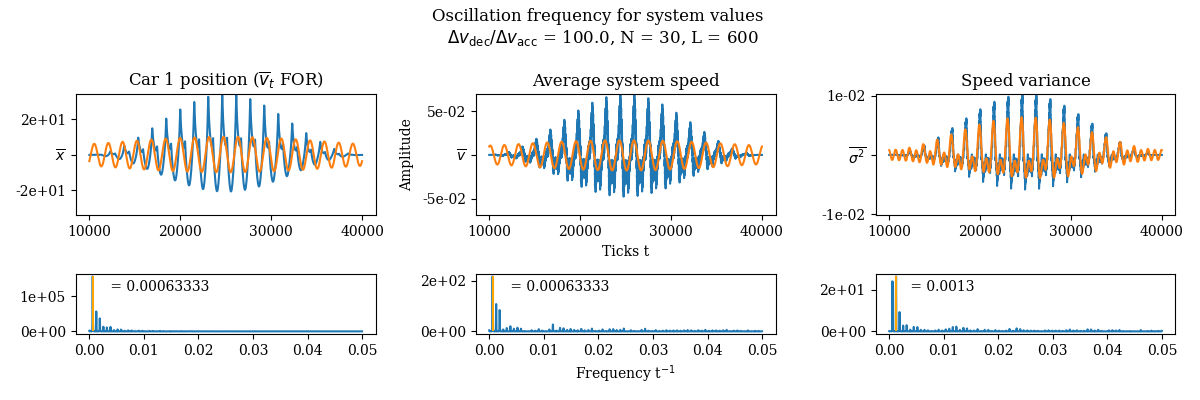 Oscillation frequency for system values
Δv_dec/Δv_acc = 100.0, N = 30, L = 600
Car 1 position (v̅_t FOR)
Average system speed
Speed variance
2e+01
x̅
-2e+01
10000 20000 30000 40000
Amplitude
5e-02
v̅
-5e-02
10000 20000 30000 40000
Ticks t
1e-02
σ²
-1e-02
10000 20000 30000 40000
1e+05
0e+00
= 0.00063333
0.00 0.01 0.02 0.03 0.04 0.05
2e+02
0e+00
= 0.00063333
0.00 0.01 0.02 0.03 0.04 0.05
Frequency t⁻¹
2e+01
0e+00
= 0.0013
0.00 0.01 0.02 0.03 0.04 0.05